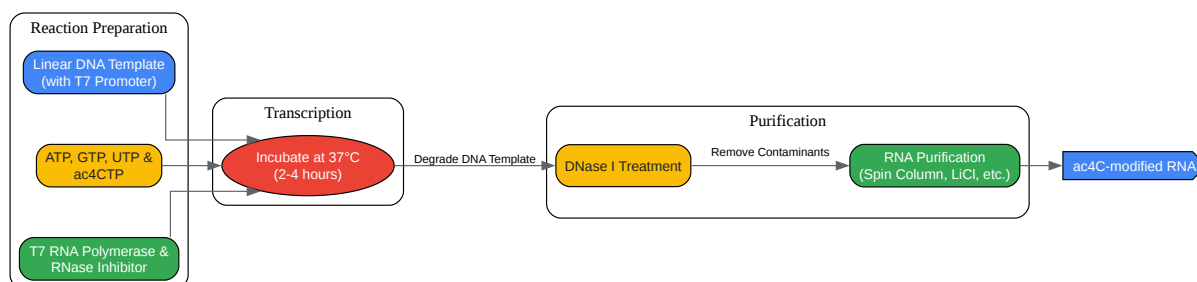 Reaction Preparation
Linear DNA Template
(with T7 Promoter)
ATP, GTP, UTP &
ac4CTP
T7 RNA Polymerase &
RNase Inhibitor
Transcription
Incubate at 37°C
(2-4 hours)
Degrade DNA Template
Purification
DNase I Treatment
Remove Contaminants
RNA Purification
(Spin Column, LiCl, etc.)
ac4C-modified RNA